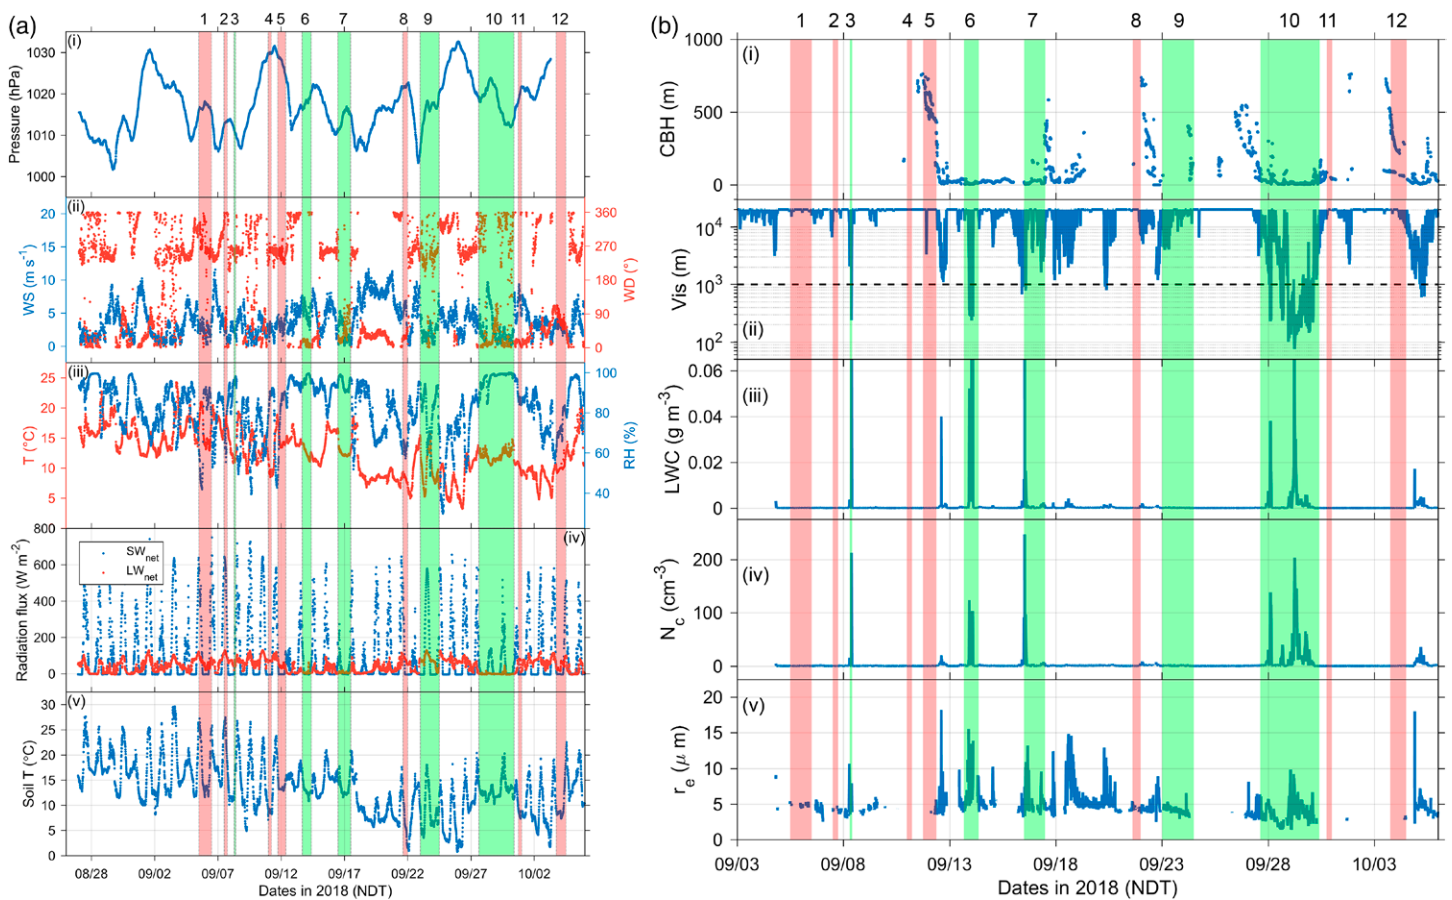 (a)
1 2 3 4 5 6 7 8 9 10 11 12
(i)
Pressure (hPa)
1030
1020
1010
1000
(ii)
WS (m s-1)
20
15
10
5
0
WD (°)
360
270
180
90
0
(iii)
T (°C)
25
20
15
10
5
RH (%)
100
80
60
40
(iv)
Radiation flux (W m-2)
800
600
400
200
0
SWnet
LWnet
(v)
Soil T (°C)
30
25
20
15
10
5
0
08/28 09/02 09/07 09/12 09/17 09/22 09/27 10/02
Dates in 2018 (NDT)
(b)
1 2 3 4 5 6 7 8 9 10 11 12
(i)
CBH (m)
1000
500
0
(ii)
Vis (m)
104
103
102
(iii)
LWC (g m-3)
0.06
0.04
0.02
0
(iv)
Nc (cm-3)
200
100
0
(v)
re (μ m)
20
15
10
5
0
09/03 09/08 09/13 09/18 09/23 09/28 10/03
Dates in 2018 (NDT)